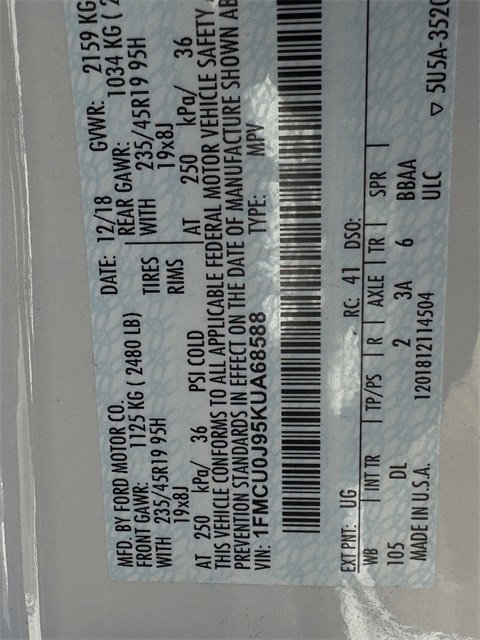 MFD. BY FORD MOTOR CO. DATE: 12/18 GVWR: 2159 KG
FRONT GAWR: 1125 KG ( 2480 LB) REAR GAWR: 1034 KG ( 2
WITH 235/45R19 95H TIRES WITH 235/45R19 95H
19x8J RIMS 19x8J
AT 250 kPa/ 36 PSI COLD AT 250 kPa/ 36
THIS VEHICLE CONFORMS TO ALL APPLICABLE FEDERAL MOTOR VEHICLE SAFETY
PREVENTION STANDARDS IN EFFECT ON THE DATE OF MANUFACTURE SHOWN AB
VIN: 1FMCU0J95KUA68588 TYPE: MPV
EXT PNT: UG RC: 41 DSO:
WB INT TR TP/PS R AXLE TR SPR
105 DL 2 3A 6 BBAA
MADE IN U.S.A. 1201812114504 ULC
▽ 5U5A-3520